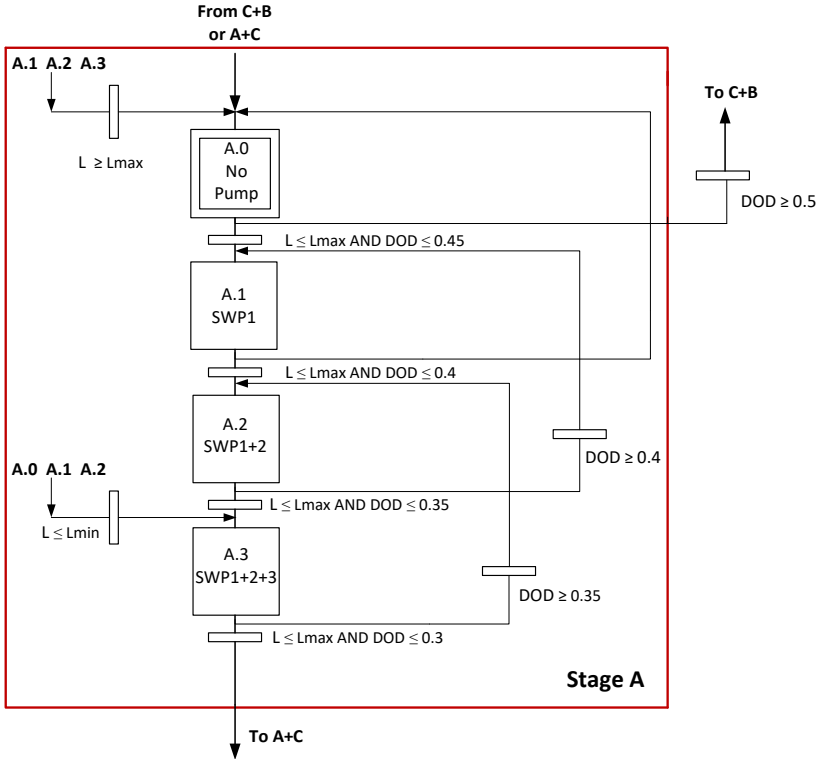 From C+B
or A+C
A.1 A.2 A.3
To C+B
L ≥ Lmax
A.0
No
Pump
DOD ≥ 0.5
L ≤ Lmax AND DOD ≤ 0.45
A.1
SWP1
L ≤ Lmax AND DOD ≤ 0.4
A.2
SWP1+2
DOD ≥ 0.4
A.0 A.1 A.2
L ≤ Lmax AND DOD ≤ 0.35
L ≤ Lmin
A.3
SWP1+2+3
DOD ≥ 0.35
L ≤ Lmax AND DOD ≤ 0.3
Stage A
To A+C